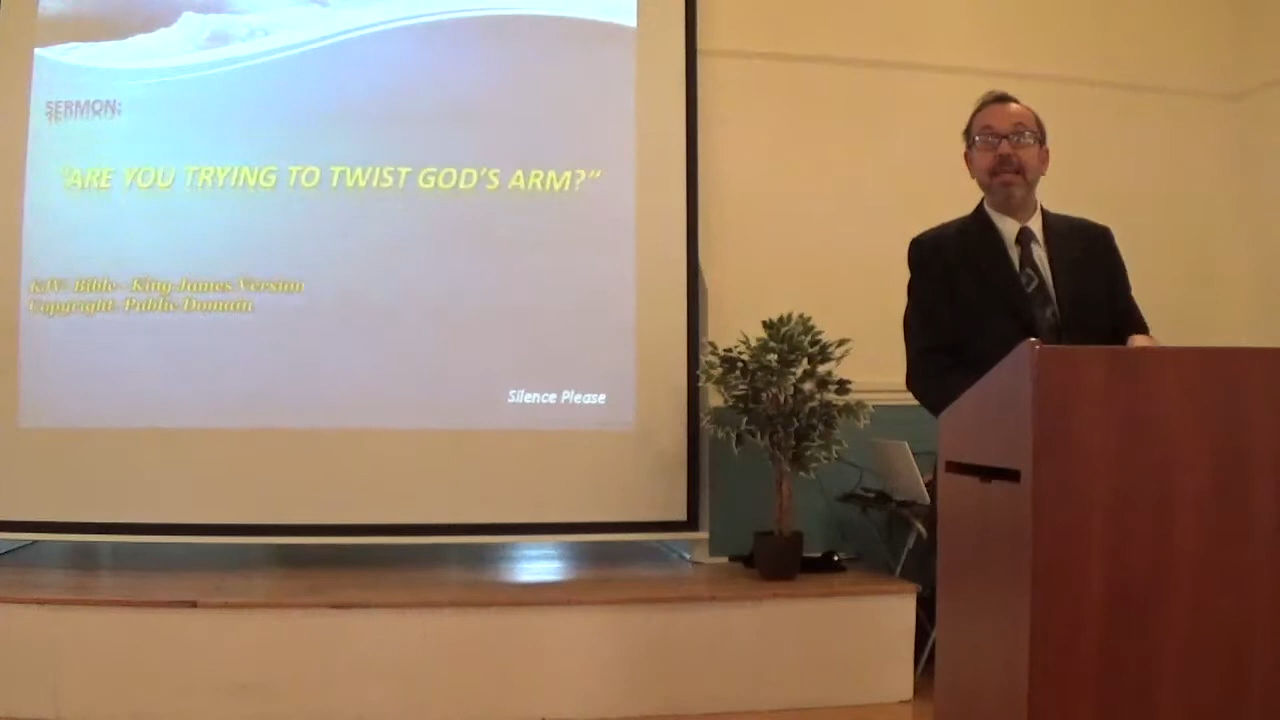 SERMON:
"ARE YOU TRYING TO TWIST GOD'S ARM?"
KJV: Bible - King James Version
Copyright: Public Domain
Silence Please